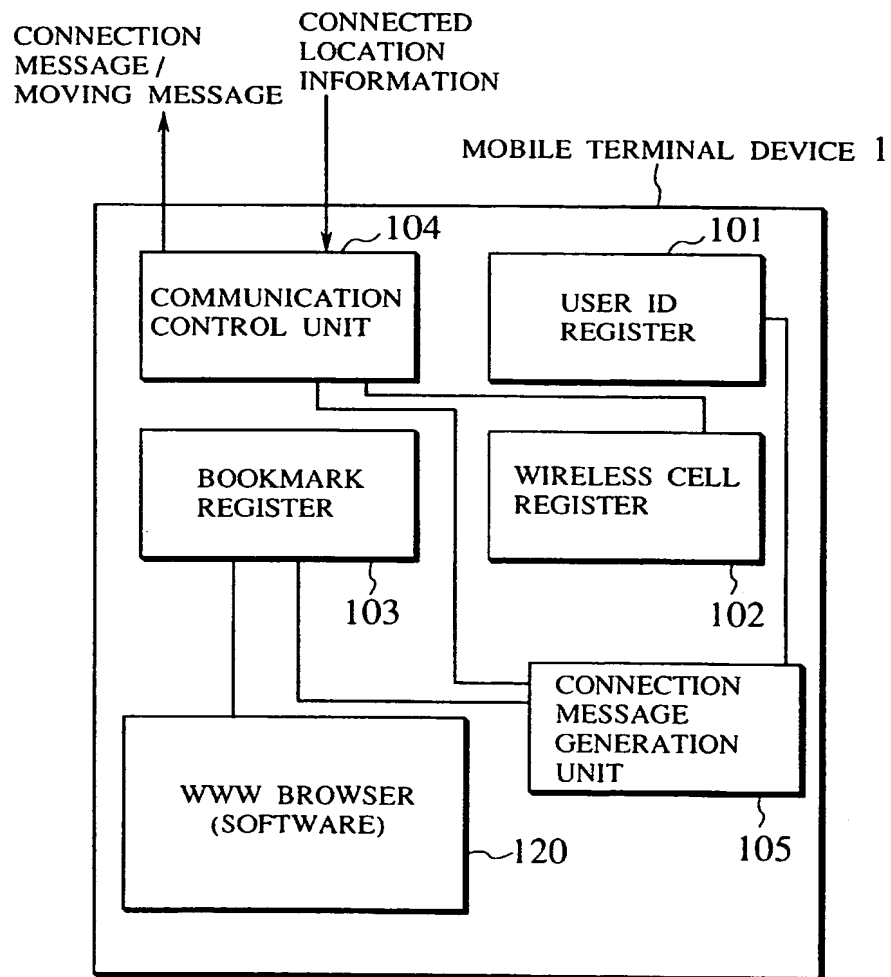 CONNECTION
MESSAGE/
MOVING MESSAGE
CONNECTED
LOCATION
INFORMATION
MOBILE TERMINAL DEVICE 1
104
COMMUNICATION
CONTROL UNIT
101
USER ID
REGISTER
BOOKMARK
REGISTER
103
WIRELESS CELL
REGISTER
102
CONNECTION
MESSAGE
GENERATION
UNIT
105
WWW BROWSER
(SOFTWARE)
120